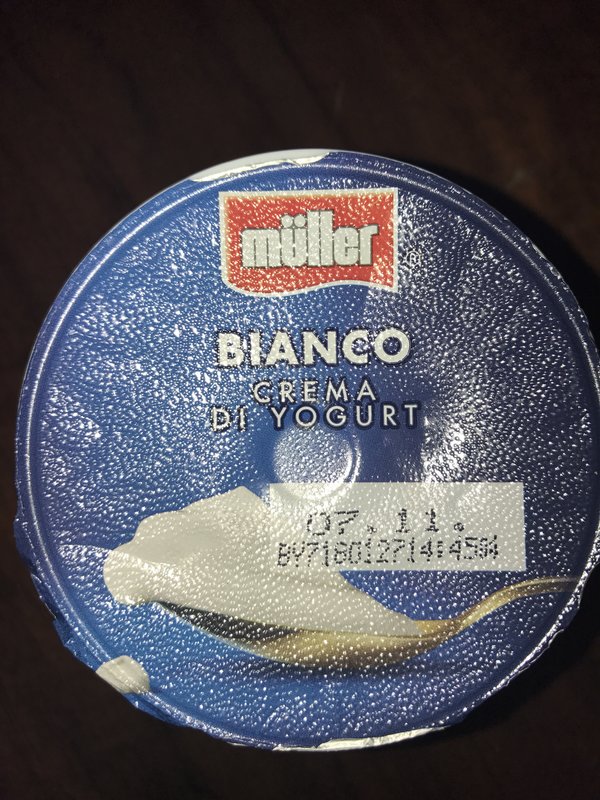 müller
®
BIANCO
CREMA
DI YOGURT
07.11.